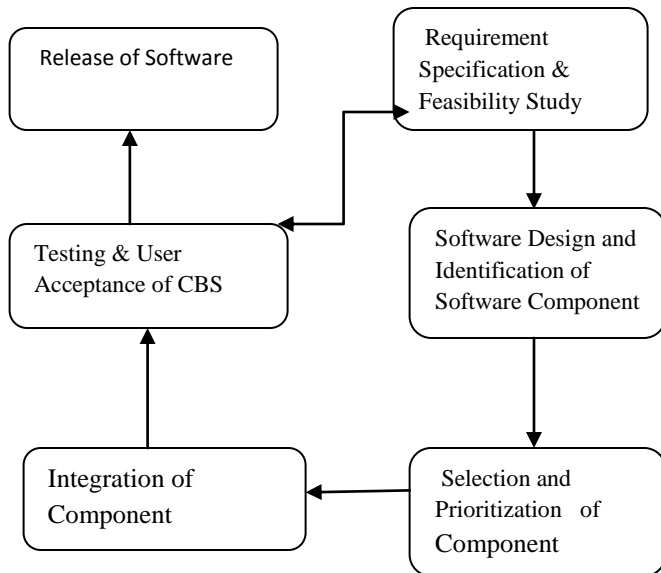 Release of Software
Requirement
Specification &
Feasibility Study
Testing & User
Acceptance of CBS
Software Design and
Identification of
Software Component
Integration of
Component
Selection and
Prioritization of
Component